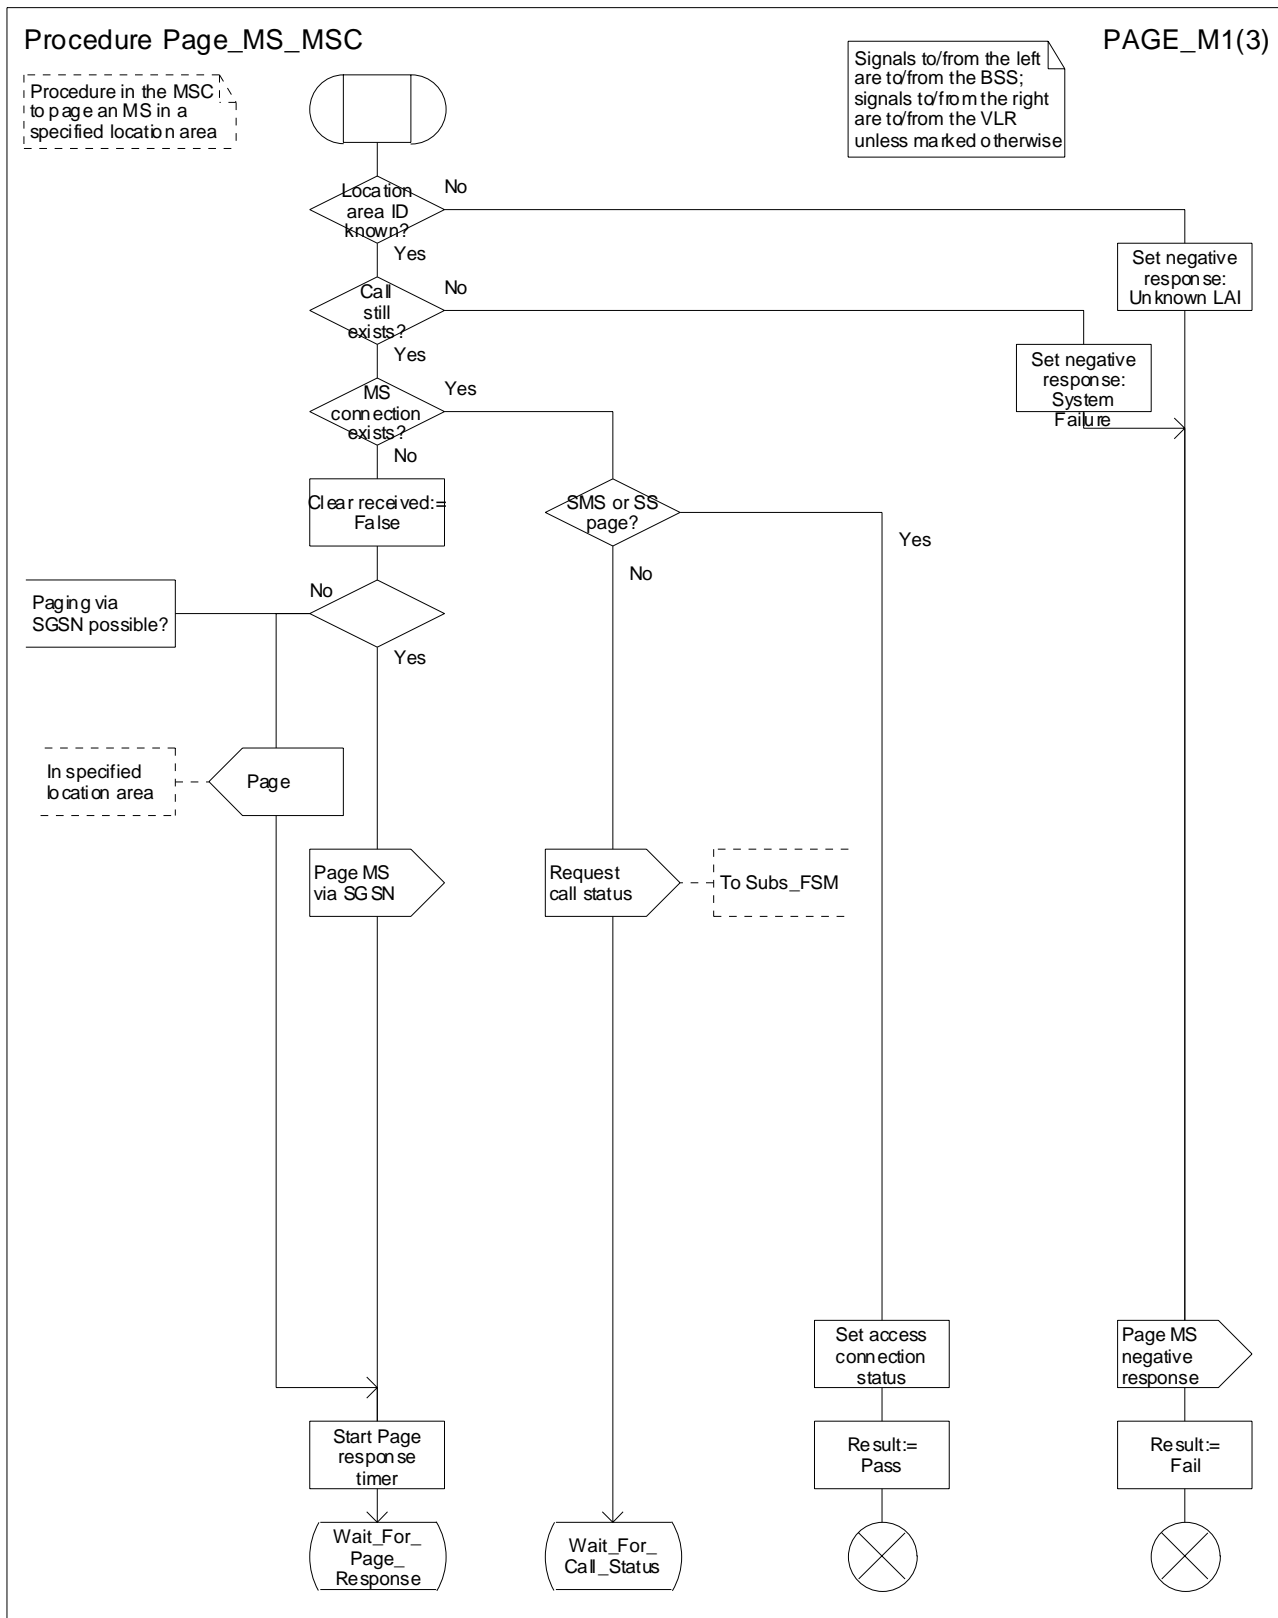 Procedure Page_MS_MSC
PAGE_M1(3)
Procedure in the MSC
to page an MS in a
specified location area
Signals to/from the left
are to/from the BSS;
signals to/from the right
are to/from the VLR
unless marked otherwise
Location
area ID
known?
No
Yes
Set negative
response:
Unknown LAI
Call
still
exists?
No
Yes
Set negative
response:
System
Failure
MS
connection
exists?
Yes
No
Clear received:=
False
SMS or SS
page?
Yes
No
Paging via
SGSN possible?
No
Yes
In specified
location area
Page
Page MS
via SGSN
Request
call status
To Subs_FSM
Set access
connection
status
Page MS
negative
response
Start Page
response
timer
Result:=
Pass
Result:=
Fail
Wait_For_
Page_
Response
Wait_For_
Call_Status